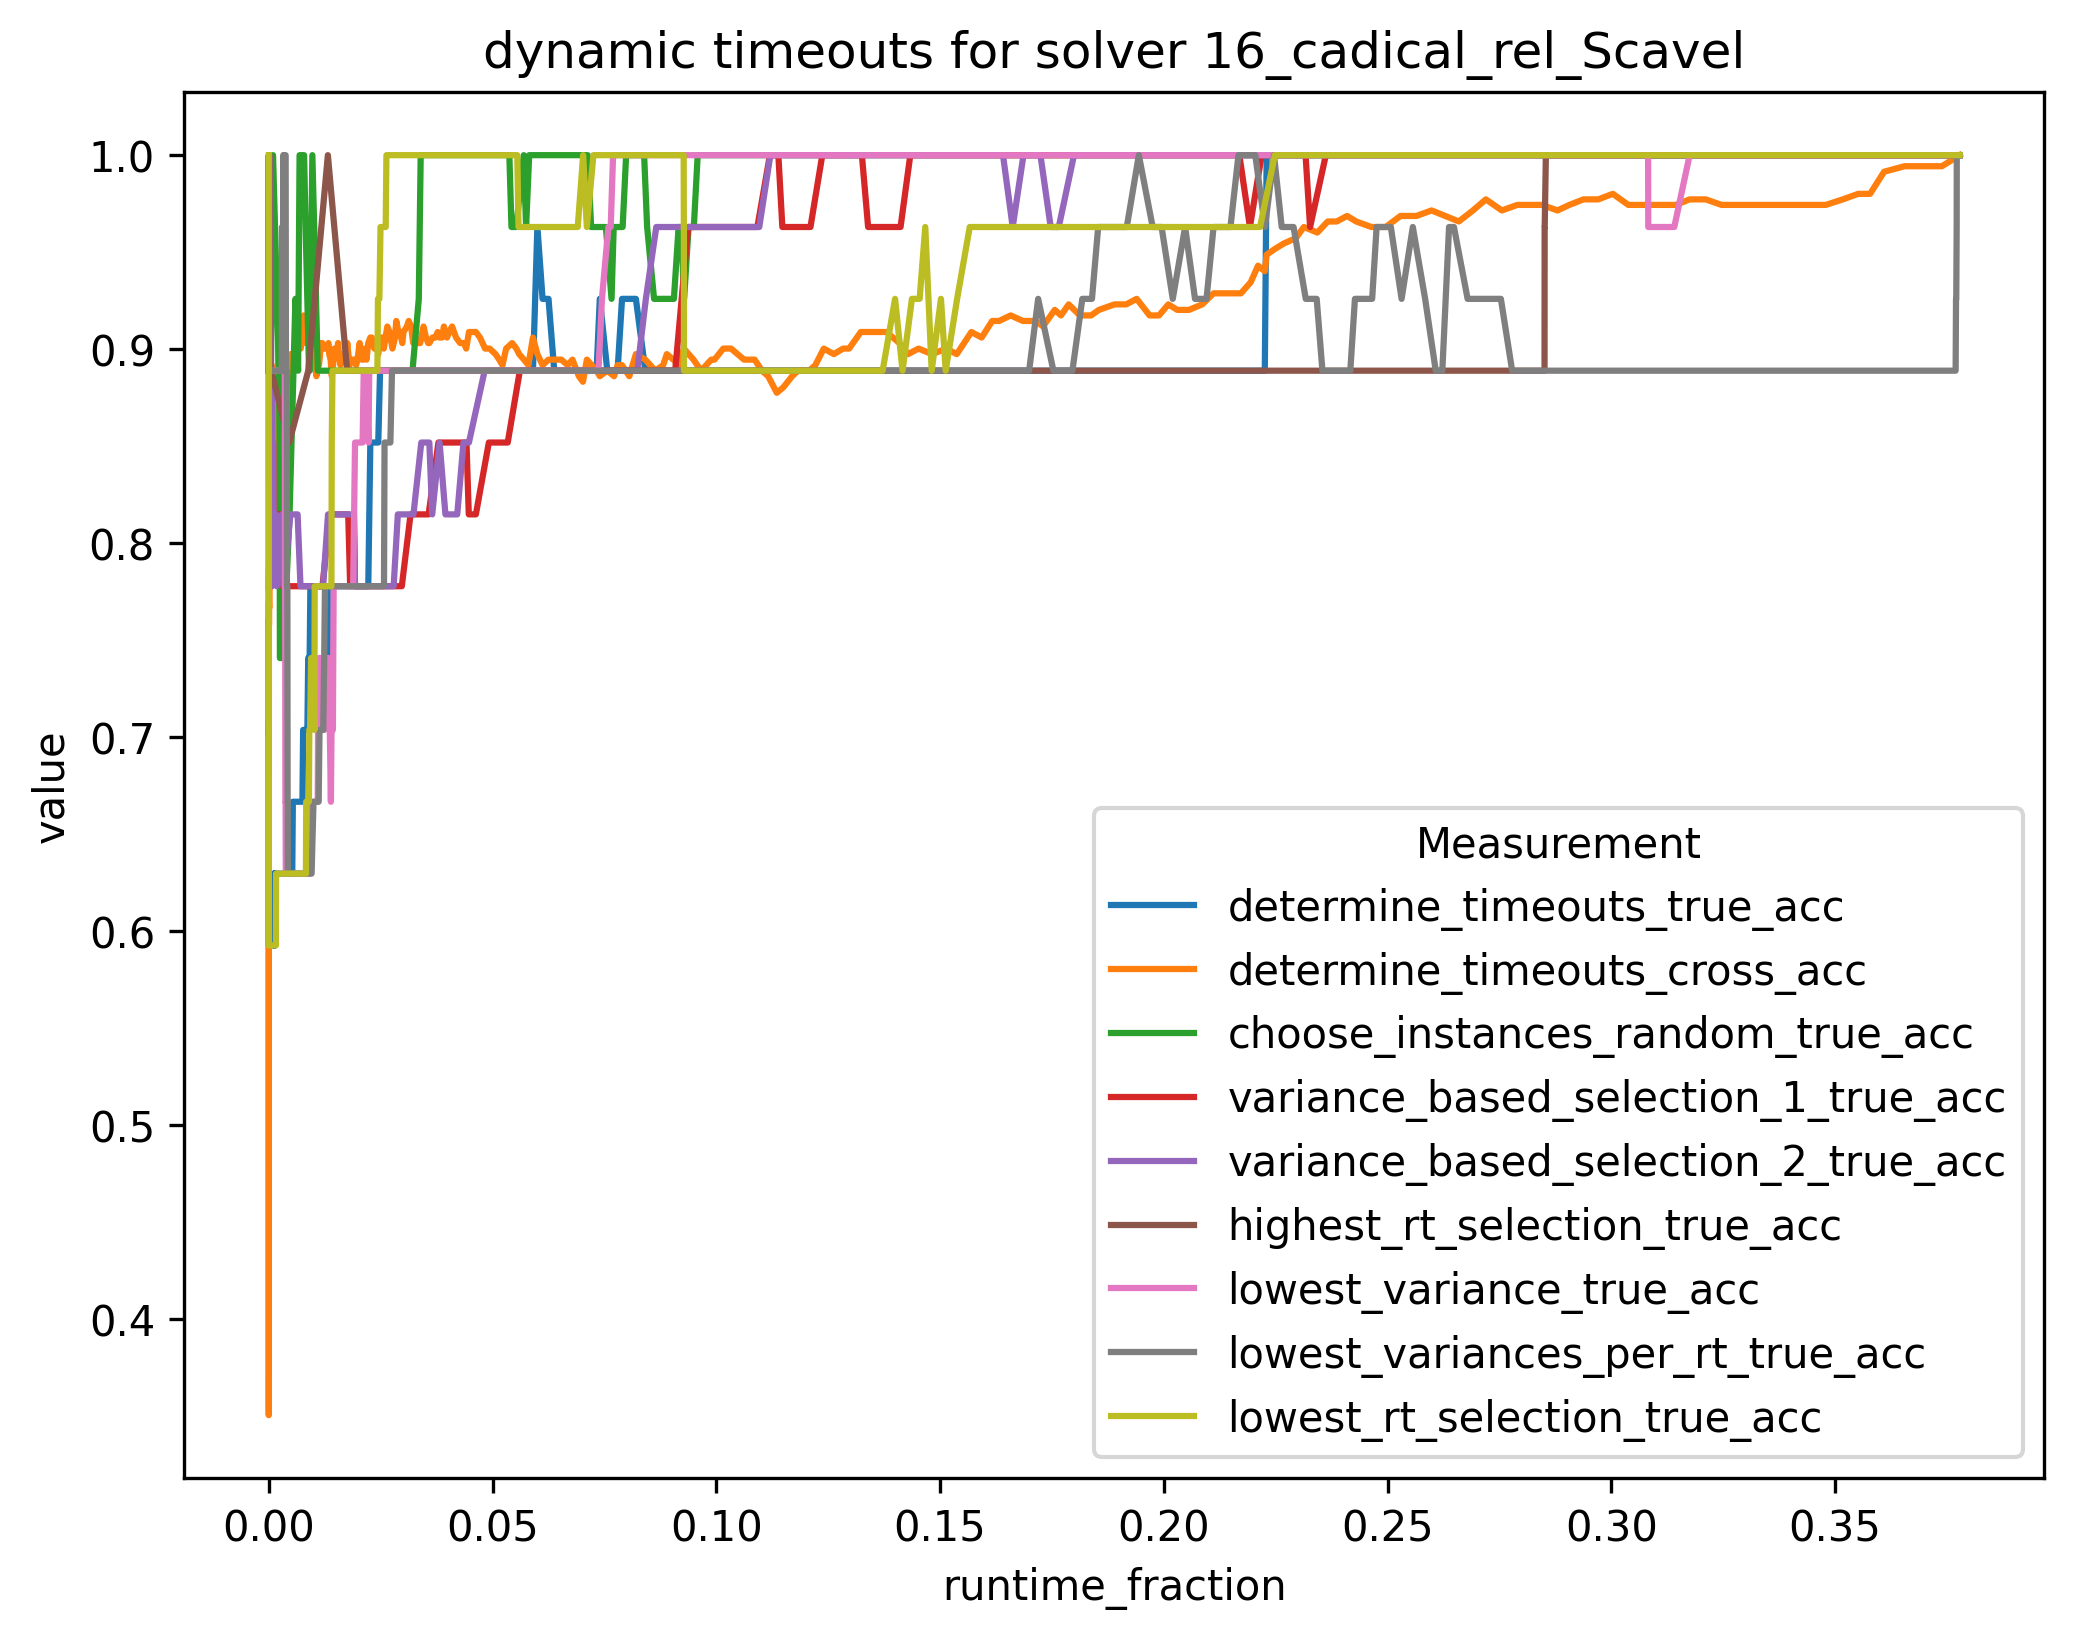 dynamic timeouts for solver 16_cadical_rel_Scavel
1.0
0.9
0.8
0.7
0.6
0.5
0.4
value
Measurement
determine_timeouts_true_acc
determine_timeouts_cross_acc
choose_instances_random_true_acc
variance_based_selection_1_true_acc
variance_based_selection_2_true_acc
highest_rt_selection_true_acc
lowest_variance_true_acc
lowest_variances_per_rt_true_acc
lowest_rt_selection_true_acc
0.00 0.05 0.10 0.15 0.20 0.25 0.30 0.35
runtime_fraction